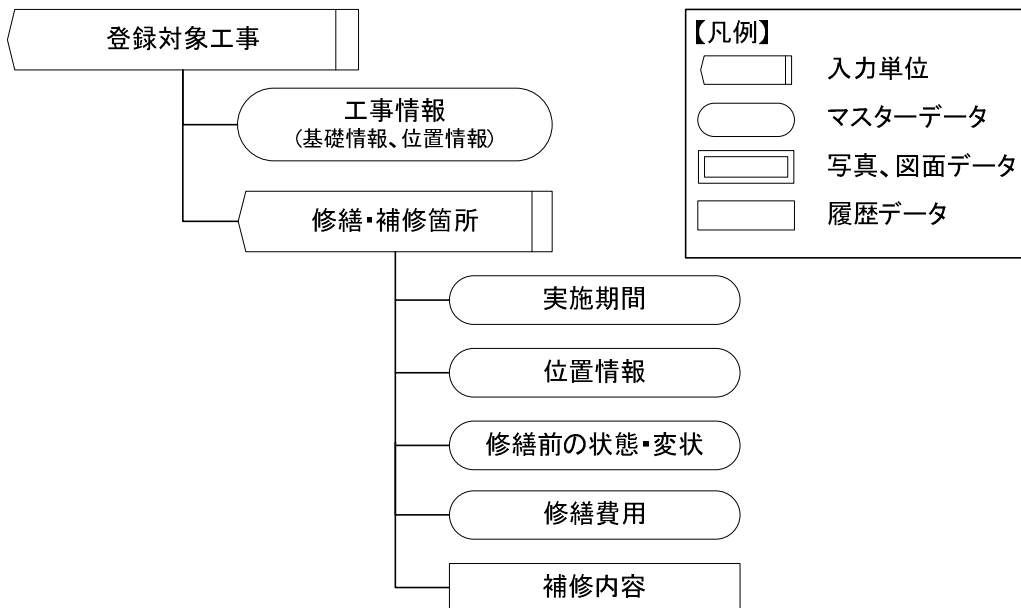 登録対象工事
工事情報
(基礎情報、位置情報)
修繕・補修箇所
実施期間
位置情報
修繕前の状態・変状
修繕費用
補修内容
【凡例】
入力単位
マスターデータ
写真、図面データ
履歴データ